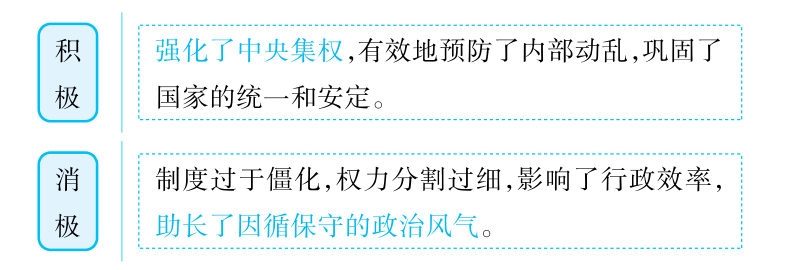 积极
强化了中央集权,有效地预防了内部动乱,巩固了
国家的统一和安定。
消极
制度过于僵化,权力分割过细,影响了行政效率,
助长了因循保守的政治风气。